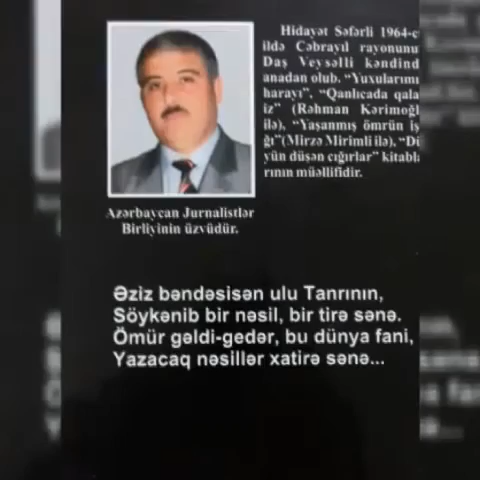 Hidayət Səfərli 1964-c
ildə Cəbrayıl rayonunu
Daş Veysəlli kəndind
anadan olub. "Yuxularımı
harayı", "Qanlıcada qala
iz" (Rəhman Kərimoğl
ilə), "Yaşanmış ömrün iş
ğı"(Mirzə Mirimli ilə), "Di
yün düşən cığırlar" kitabla
rının müəllifidir.
Azərbaycan Jurnalistlər
Birliyinin üzvüdür.
Əziz bəndəsisən ulu Tanrının,
Söykənib bir nəsil, bir tirə sənə.
Ömür gəldi-gedər, bu dünya fani,
Yazacaq nəsillər xatirə sənə...